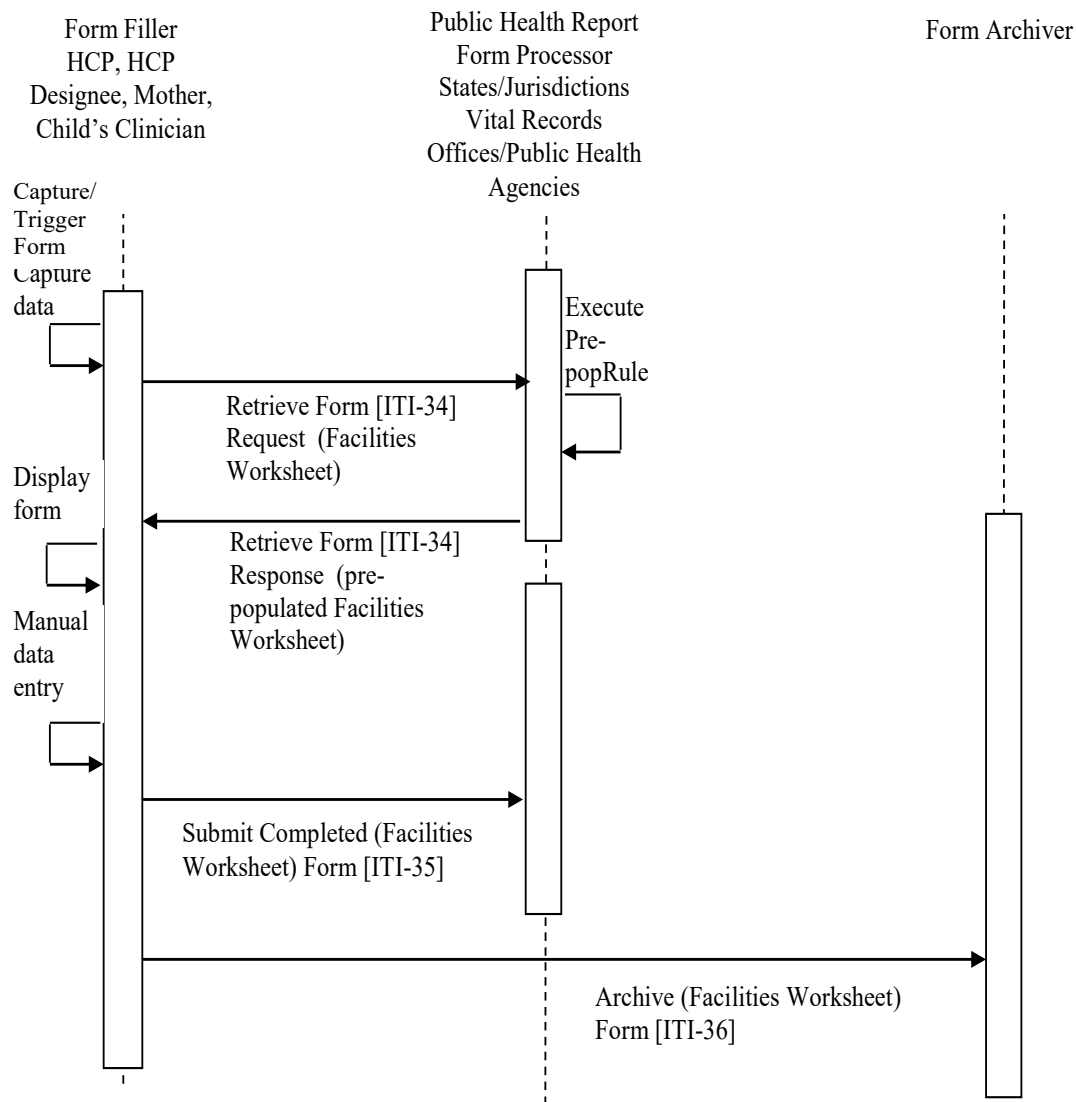 Form Filler
HCP, HCP
Designee, Mother,
Child's Clinician
Public Health Report
Form Processor
States/Jurisdictions
Vital Records
Offices/Public Health
Agencies
Form Archiver
Capture/
Trigger
Form
Capture
data
Execute
Pre-
popRule
Retrieve Form [ITI-34]
Request (Facilities
Worksheet)
Display
form
Retrieve Form [ITI-34]
Response (pre-
populated Facilities
Worksheet)
Manual
data
entry
Submit Completed (Facilities
Worksheet) Form [ITI-35]
Archive (Facilities Worksheet)
Form [ITI-36]